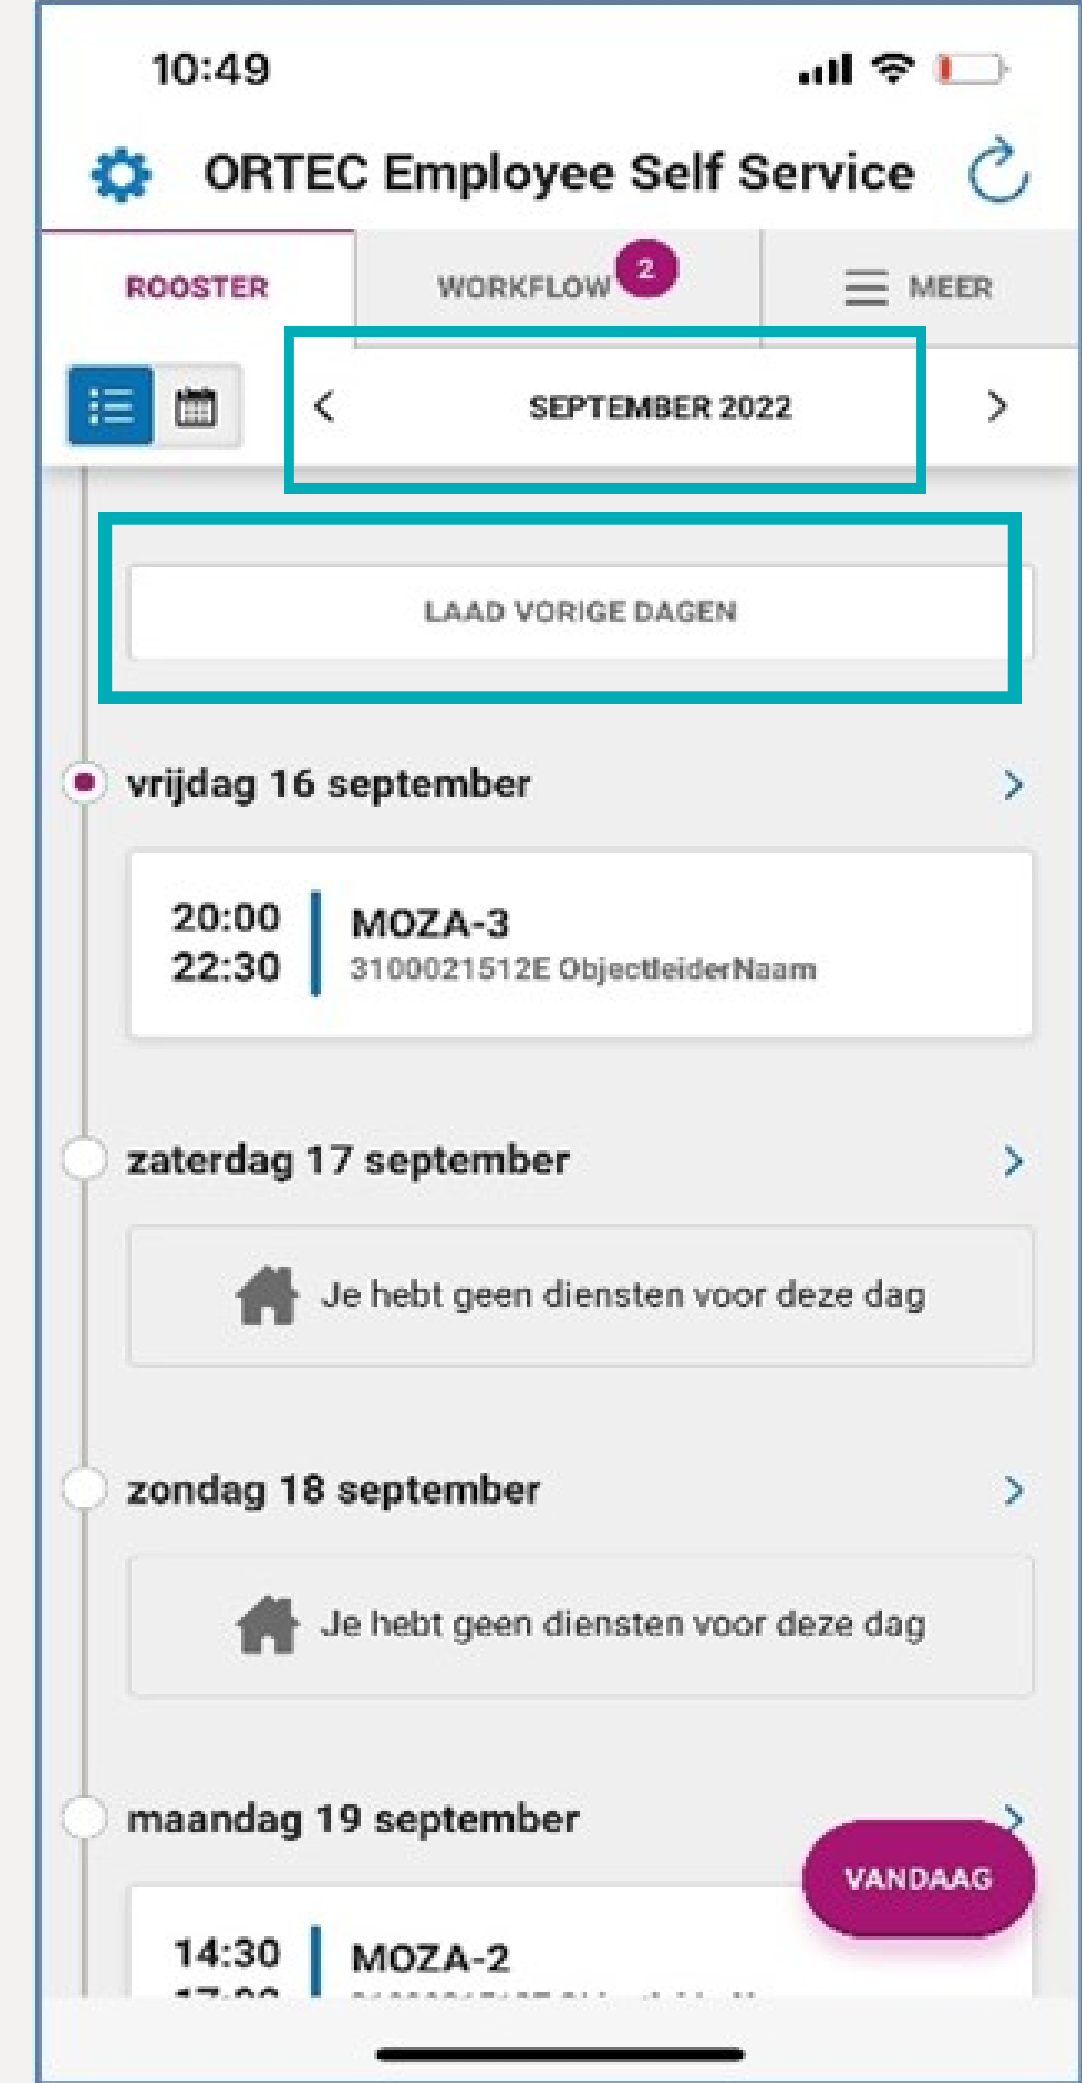 10:49
ORTEC Employee Self Service
ROOSTER
WORKFLOW 2
MEER
SEPTEMBER 2022
LAAD VORIGE DAGEN
vrijdag 16 september
20:00
MOZA-3
22:30
3100021512E ObjectleiderNaam
zaterdag 17 september
Je hebt geen diensten voor deze dag
zondag 18 september
Je hebt geen diensten voor deze dag
maandag 19 september
VANDAAG
14:30
MOZA-2